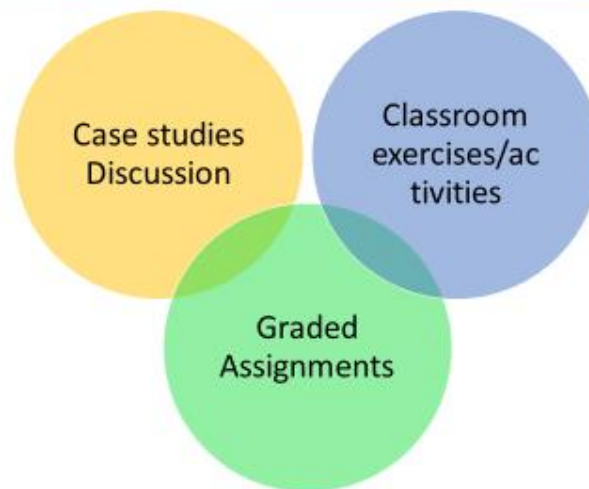 Case studies
Discussion
Classroom
exercises/ac
tivities
Graded
Assignments